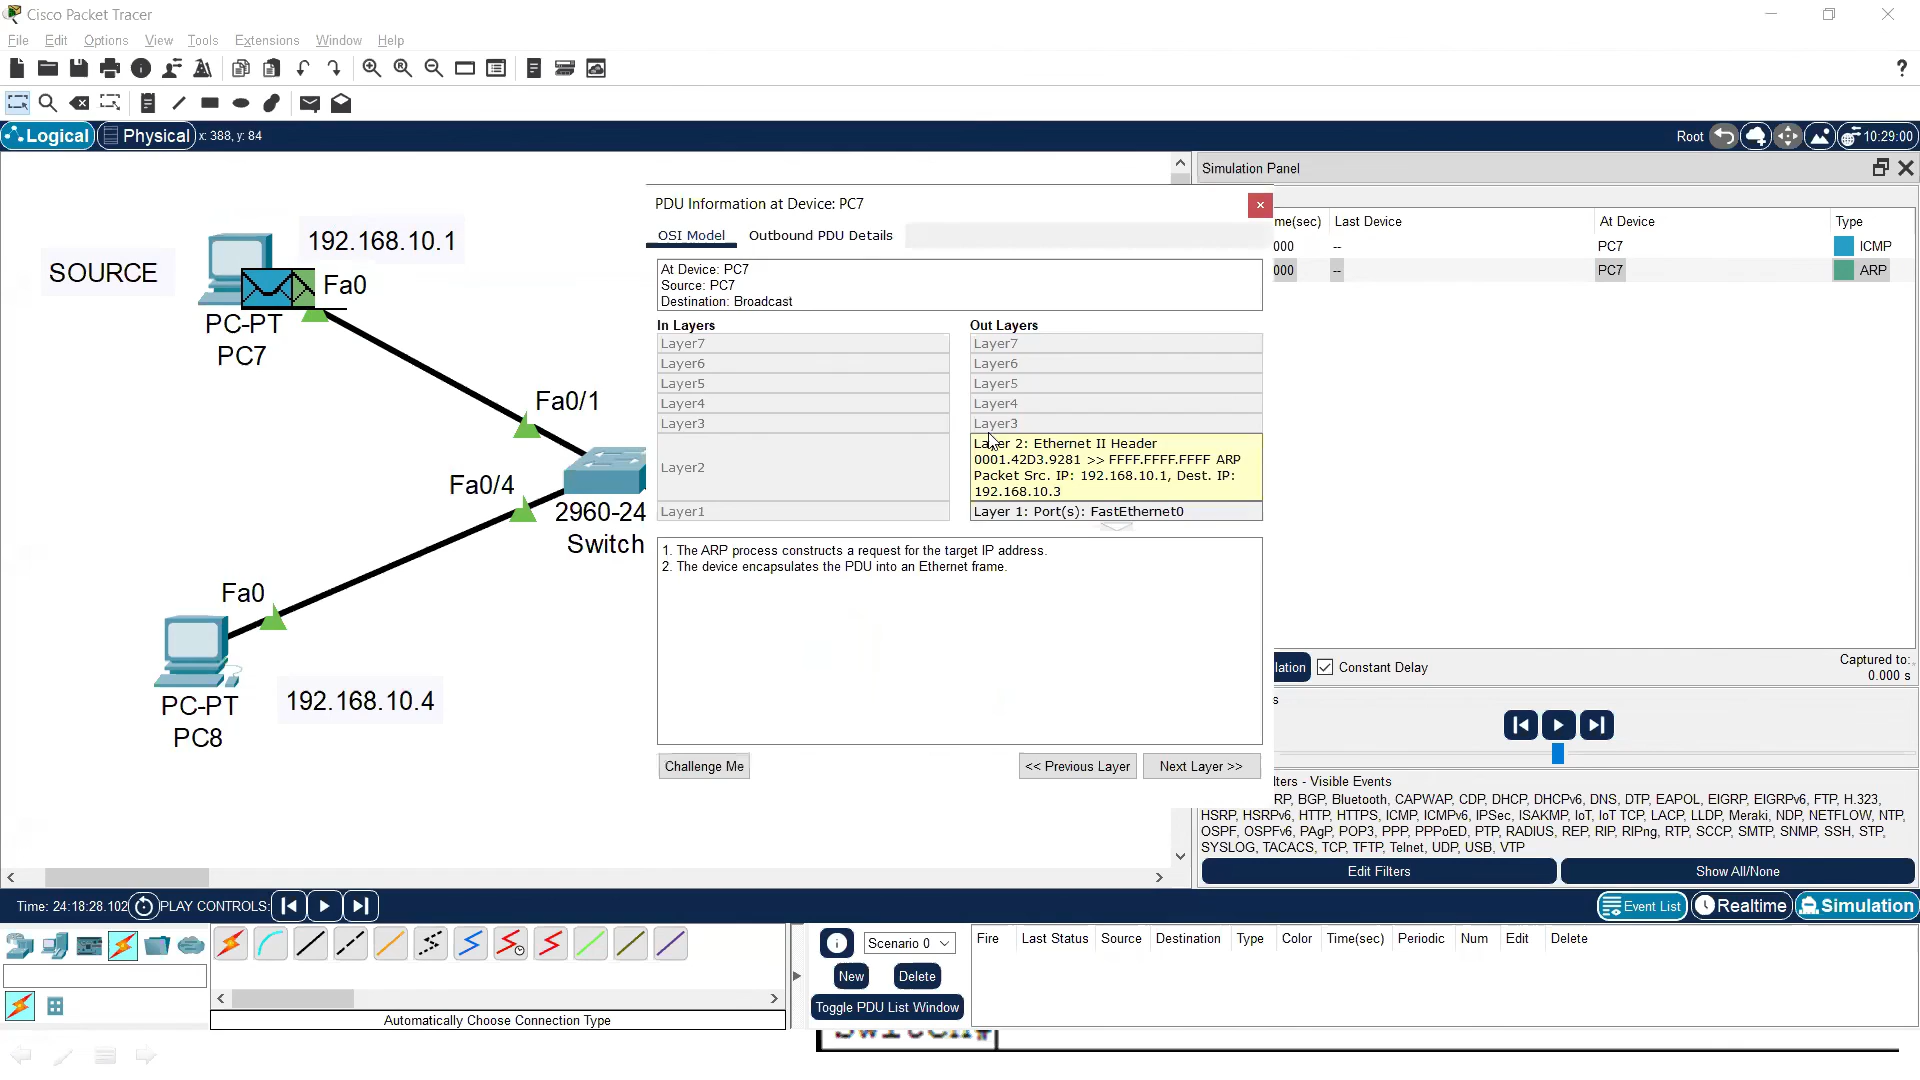 Cisco Packet Tracer
File Edit Options View Tools Extensions Window Help
Logical Physical x: 388, y: 84
Root 10:29:00
192.168.10.1
SOURCE
Fa0
PC-PT
PC7
Fa0/1
Fa0/4
2960-24
Switch
Fa0
PC-PT
PC8
192.168.10.4
PDU Information at Device: PC7
OSI Model Outbound PDU Details
At Device: PC7
Source: PC7
Destination: Broadcast
In Layers
Layer7
Layer6
Layer5
Layer4
Layer3
Layer2
Layer1
Out Layers
Layer7
Layer6
Layer5
Layer4
Layer3
Layer 2: Ethernet II Header
0001.42D3.9281 >> FFFF.FFFF.FFFF ARP
Packet Src. IP: 192.168.10.1, Dest. IP:
192.168.10.3
Layer 1: Port(s): FastEthernet0
1. The ARP process constructs a request for the target IP address.
2. The device encapsulates the PDU into an Ethernet frame.
Challenge Me << Previous Layer Next Layer >>
Simulation Panel
me(sec) Last Device At Device Type
000 -- PC7 ICMP
000 -- PC7 ARP
lation Constant Delay
Captured to:
0.000 s
s
lters - Visible Events
RP, BGP, Bluetooth, CAPWAP, CDP, DHCP, DHCPv6, DNS, DTP, EAPOL, EIGRP, EIGRPv6, FTP, H.323,
HSRP, HSRPv6, HTTP, HTTPS, ICMP, ICMPv6, IPSec, ISAKMP, IoT, IoT TCP, LACP, LLDP, Meraki, NDP, NETFLOW, NTP,
OSPF, OSPFv6, PAgP, POP3, PPP, PPPoED, PTP, RADIUS, REP, RIP, RIPng, RTP, SCCP, SMTP, SNMP, SSH, STP,
SYSLOG, TACACS, TCP, TFTP, Telnet, UDP, USB, VTP
Edit Filters Show All/None
Time: 24:18:28.102 PLAY CONTROLS:
Event List Realtime Simulation
Automatically Choose Connection Type
Scenario 0
New Delete
Toggle PDU List Window
Fire Last Status Source Destination Type Color Time(sec) Periodic Num Edit Delete
Switch#